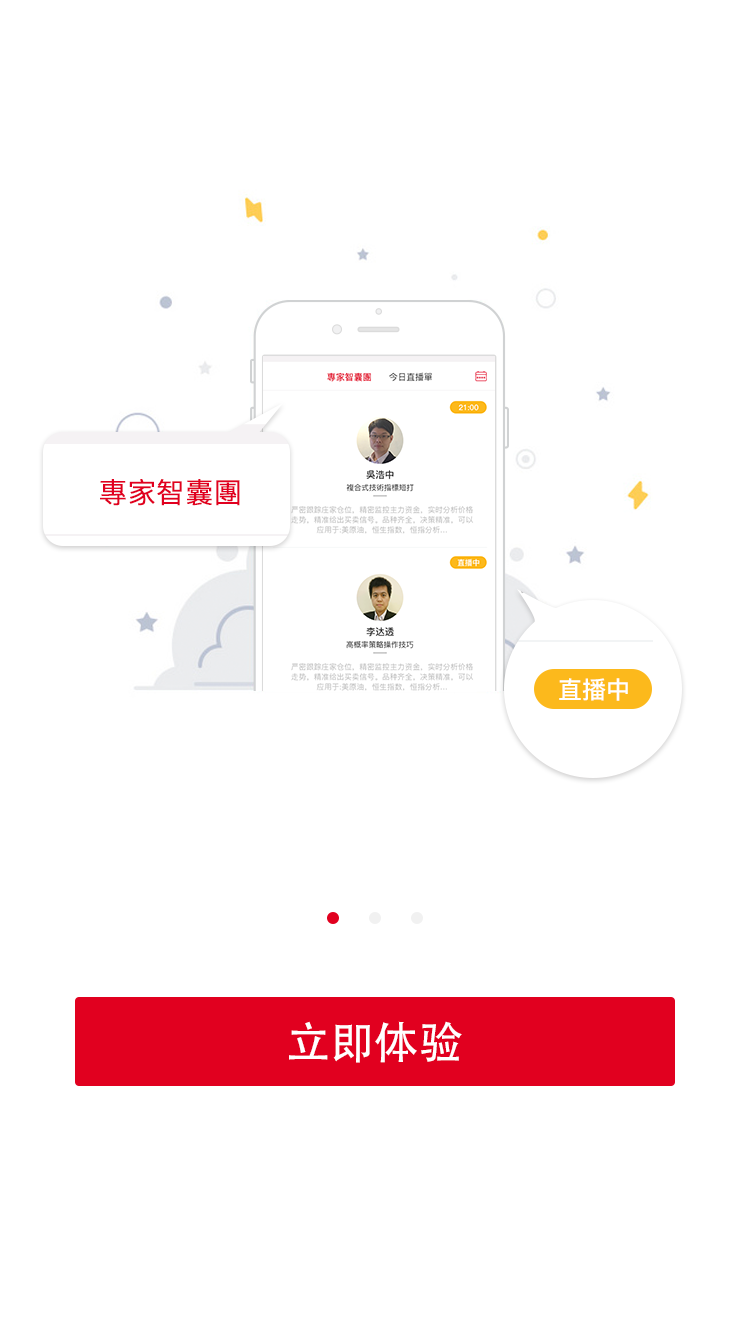 專家智囊團 今日直播單
21:00
專家智囊團
吳浩中
複合式技術指標短打
严密跟踪庄家仓位，精密监控主力资金，实时分析价格
走势，精准给出买卖信号。品种齐全，决策精准，可以
应用于:美原油，恒生指数，恒指分析...
直播中
李达透
高概率策略操作技巧
严密跟踪庄家仓位，精密监控主力资金，实时分析价格
走势，精准给出买卖信号。品种齐全，决策精准，可以
应用于:美原油，恒生指数，恒指分析...
直播中
立即体验